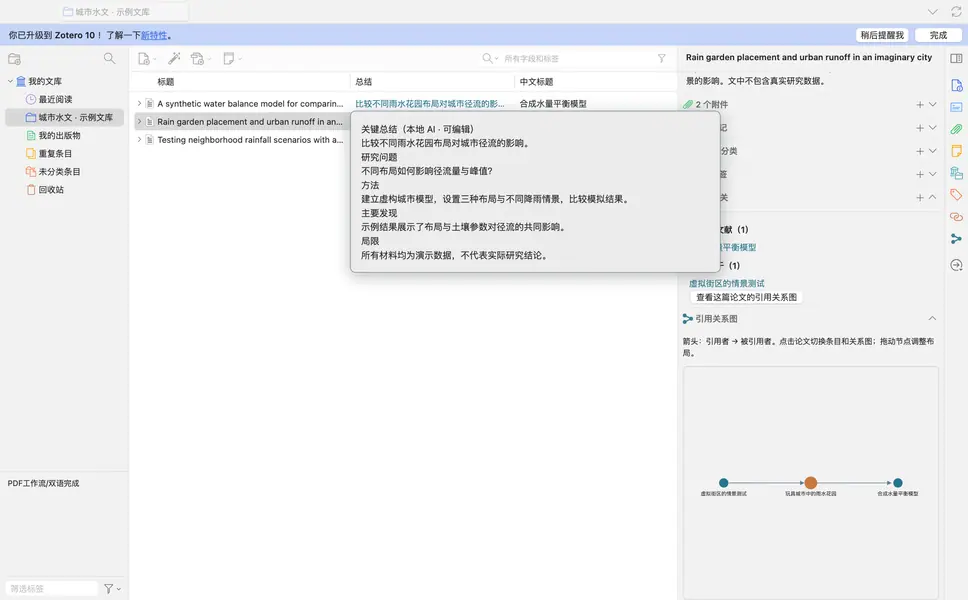 城市水文 · 示例文库
你已升级到 Zotero 10！ 了解一下新特性。
稍后提醒我
完成
我的文库
最近阅读
城市水文 · 示例文库
我的出版物
重复条目
未分类条目
回收站
PDF工作流/双语完成
筛选标签
所有字段和标签
标题
总结
中文标题
A synthetic water balance model for comparin...
比较不同雨水花园布局对城市径流的影...
合成水量平衡模型
Rain garden placement and urban runoff in an...
Testing neighborhood rainfall scenarios with a...
关键总结（本地 AI · 可编辑）
比较不同雨水花园布局对城市径流的影响。
研究问题
不同布局如何影响径流量与峰值？
方法
建立虚构城市模型，设置三种布局与不同降雨情景，比较模拟结果。
主要发现
示例结果展示了布局与土壤参数对径流的共同影响。
局限
所有材料均为演示数据，不代表实际研究结论。
Rain garden placement and urban runoff in an imaginary city
景的影响。文中不包含真实研究数据。
2 个附件
记
分类
签
关
文献（1）
量平衡模型
（1）
虚拟街区的情景测试
查看这篇论文的引用关系图
引用关系图
箭头：引用者 → 被引用者。点击论文切换条目和关系图；拖动节点调整布
局。
虚拟街区的情景测试
玩具城市中的雨水花园
合成水量平衡模型